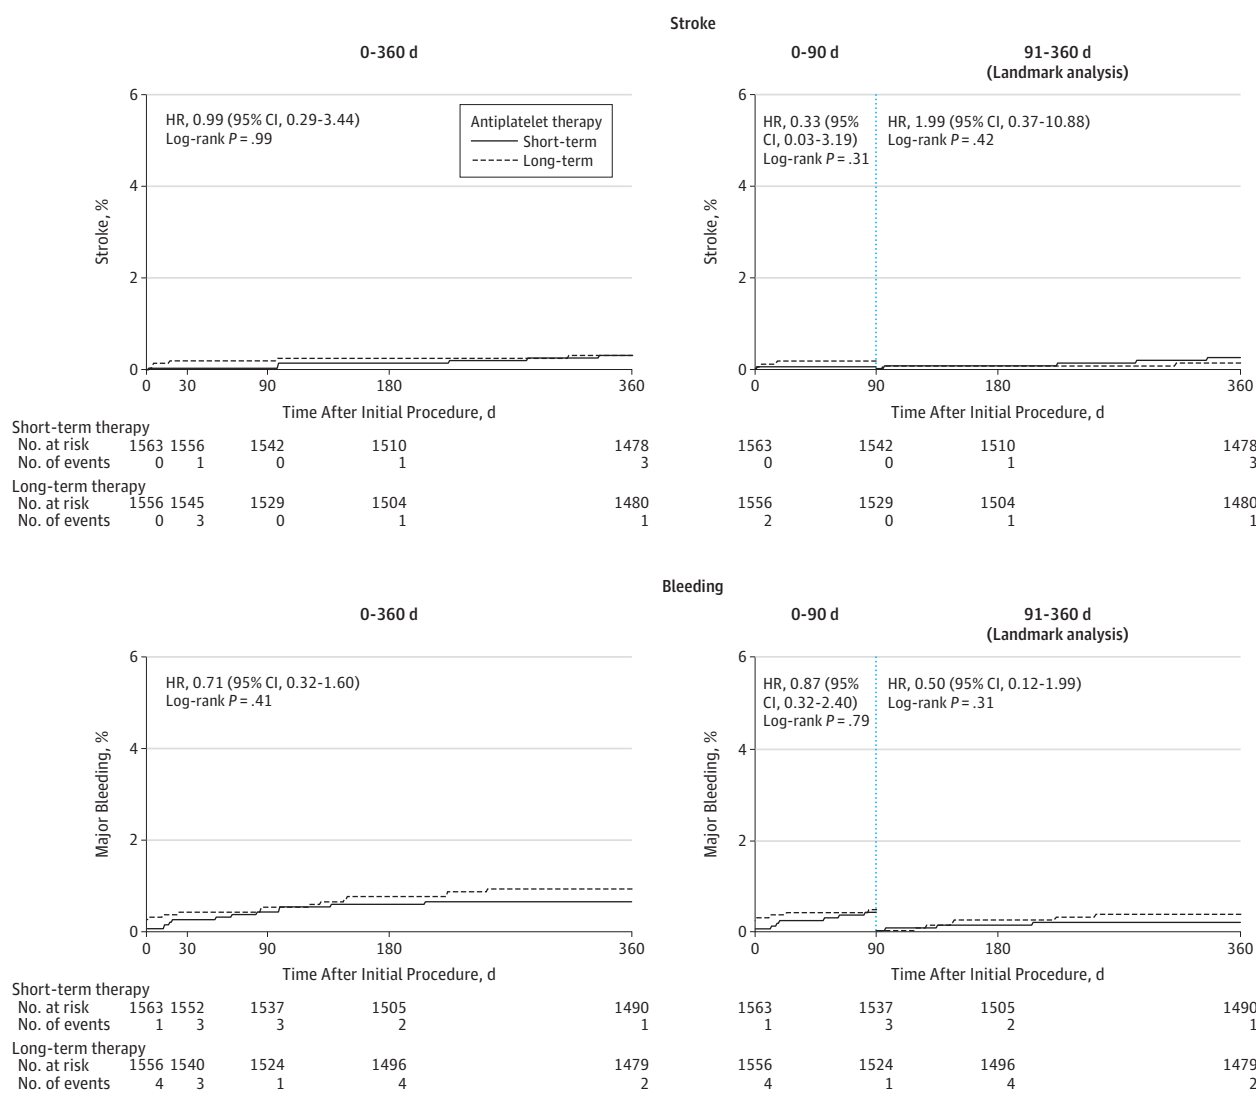 Stroke
0-360 d
0-90 d
91-360 d
(Landmark analysis)
6
4
2
0
Stroke, %
HR, 0.99 (95% CI, 0.29-3.44)
Log-rank P = .99
Antiplatelet therapy
Short-term
Long-term
0 30 90 180 360
Time After Initial Procedure, d
6
4
2
0
Stroke, %
HR, 0.33 (95%
CI, 0.03-3.19)
Log-rank P = .31
HR, 1.99 (95% CI, 0.37-10.88)
Log-rank P = .42
0 90 180 360
Time After Initial Procedure, d
Short-term therapy
No. at risk 1563 1556 1542 1510 1478 1563 1542 1510 1478
No. of events 0 1 0 1 3 0 0 1 3
Long-term therapy
No. at risk 1556 1545 1529 1504 1480 1556 1529 1504 1480
No. of events 0 3 0 1 1 2 0 1 1
Bleeding
0-360 d
0-90 d
91-360 d
(Landmark analysis)
6
4
2
0
Major Bleeding, %
HR, 0.71 (95% CI, 0.32-1.60)
Log-rank P = .41
0 30 90 180 360
Time After Initial Procedure, d
6
4
2
0
Major Bleeding, %
HR, 0.87 (95%
CI, 0.32-2.40)
Log-rank P = .79
HR, 0.50 (95% CI, 0.12-1.99)
Log-rank P = .31
0 90 180 360
Time After Initial Procedure, d
Short-term therapy
No. at risk 1563 1552 1537 1505 1490 1563 1537 1505 1490
No. of events 1 3 3 2 1 1 3 2 1
Long-term therapy
No. at risk 1556 1540 1524 1496 1479 1556 1524 1496 1479
No. of events 4 3 1 4 2 4 1 4 2